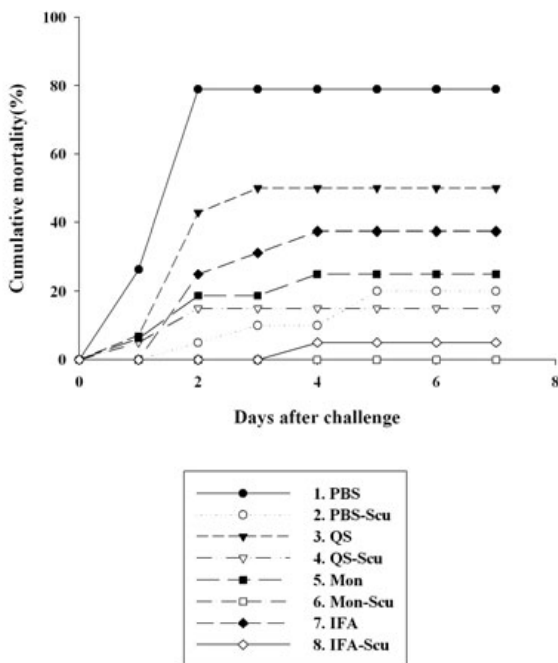 100
80
60
40
20
0
Cumulative mortality(%)
0 2 4 6 8
Days after challenge
1. PBS
2. PBS-Scu
3. QS
4. QS-Scu
5. Mon
6. Mon-Scu
7. IFA
8. IFA-Scu